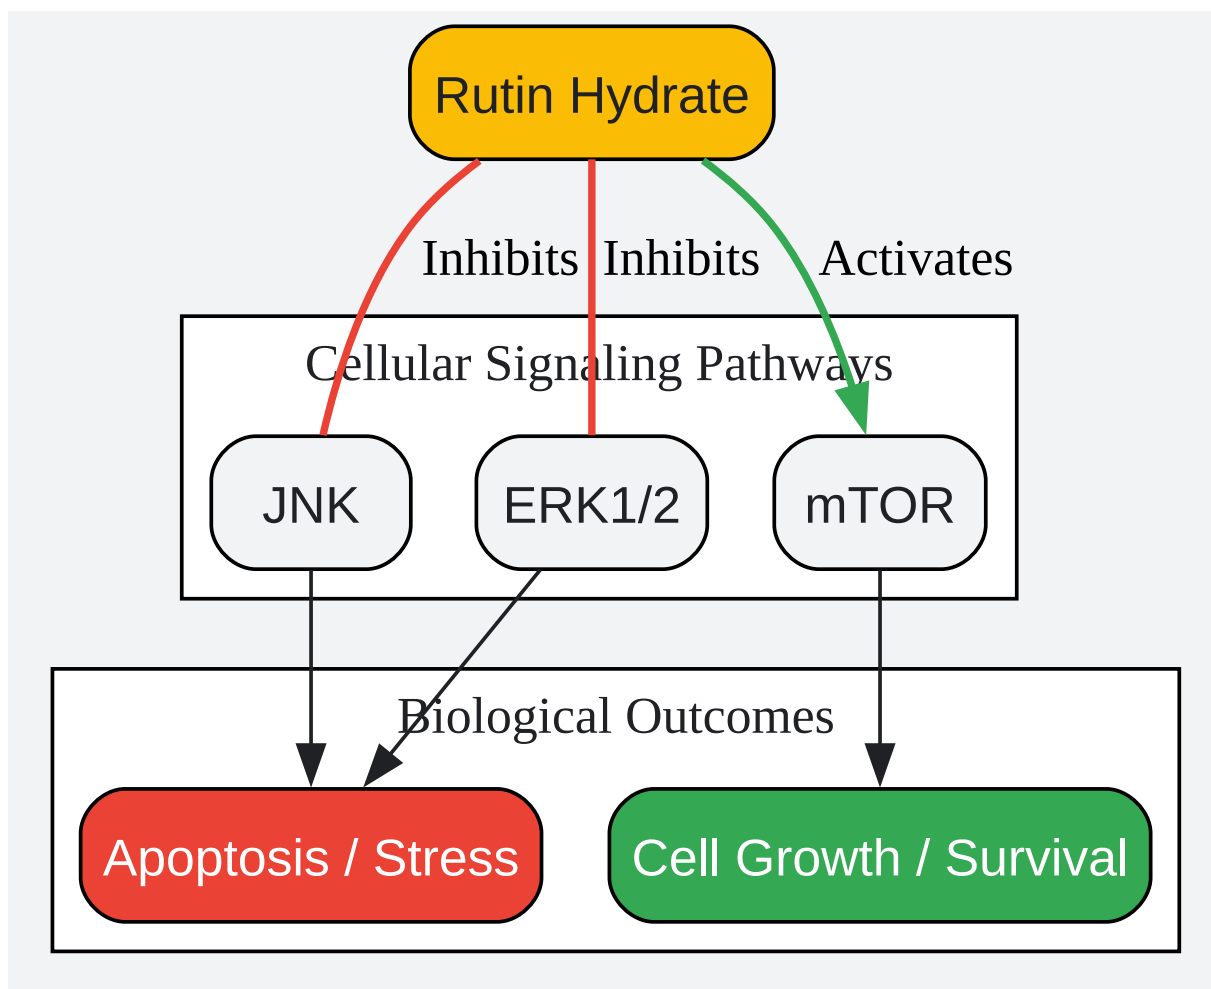 Rutin Hydrate
Inhibits
Inhibits
Activates
Cellular Signaling Pathways
JNK
ERK1/2
mTOR
Biological Outcomes
Apoptosis / Stress
Cell Growth / Survival